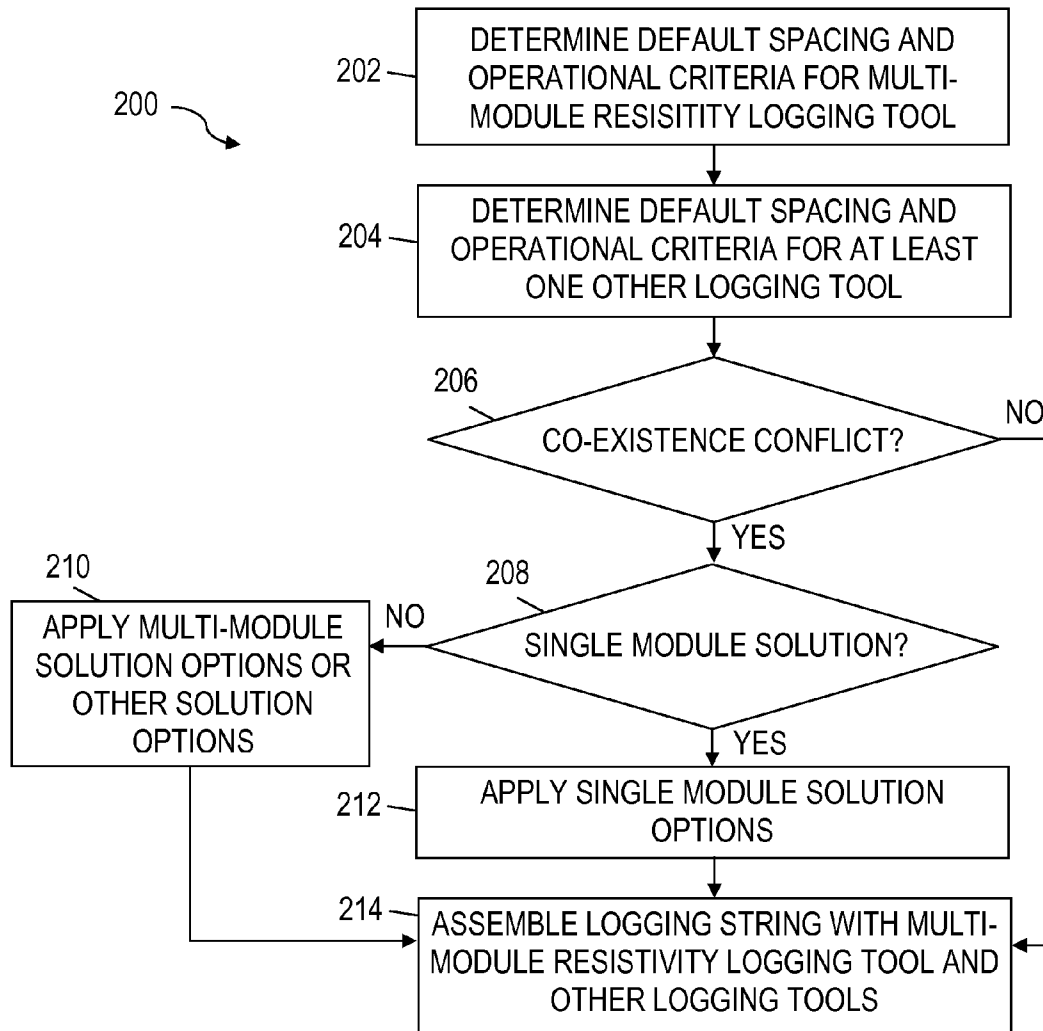 200
202
DETERMINE DEFAULT SPACING AND
OPERATIONAL CRITERIA FOR MULTI-
MODULE RESISITITY LOGGING TOOL
204
DETERMINE DEFAULT SPACING AND
OPERATIONAL CRITERIA FOR AT LEAST
ONE OTHER LOGGING TOOL
206
CO-EXISTENCE CONFLICT?
NO
YES
208
SINGLE MODULE SOLUTION?
NO
YES
210
APPLY MULTI-MODULE
SOLUTION OPTIONS OR
OTHER SOLUTION
OPTIONS
212
APPLY SINGLE MODULE SOLUTION
OPTIONS
214
ASSEMBLE LOGGING STRING WITH MULTI-
MODULE RESISTIVITY LOGGING TOOL AND
OTHER LOGGING TOOLS